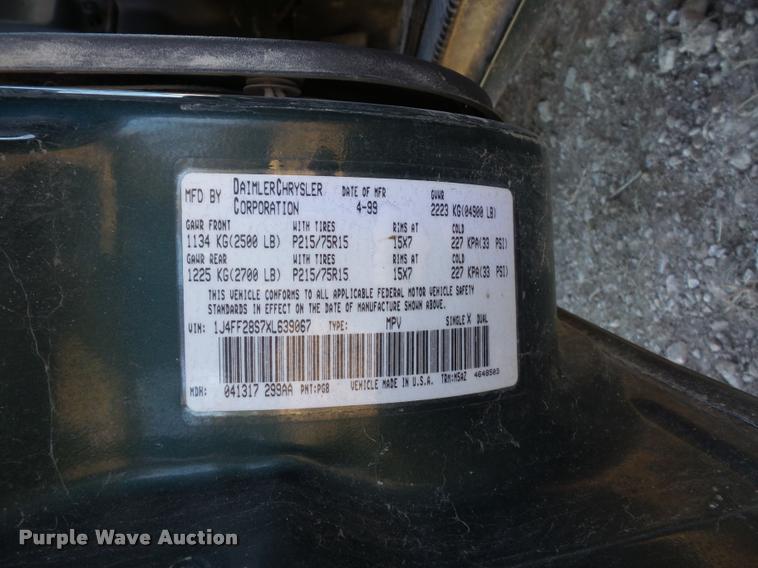 MFD BY DAIMLERCHRYSLER CORPORATION DATE OF MFR 4-99 GVWR 2223 KG(04900 LB)
GAWR FRONT WITH TIRES RIMS AT COLD
1134 KG(2500 LB) P215/75R15 15X7 227 KPA(33 PSI)
GAWR REAR WITH TIRES RIMS AT COLD
1225 KG(2700 LB) P215/75R15 15X7 227 KPA(33 PSI)
THIS VEHICLE CONFORMS TO ALL APPLICABLE FEDERAL MOTOR VEHICLE SAFETY
STANDARDS IN EFFECT ON THE DATE OF MANUFACTURE SHOWN ABOVE.
VIN: 1J4FF28S7XL639067 TYPE: MPV SINGLE X DUAL
MDH: 041317 299AA PNT:PG8 VEHICLE MADE IN U.S.A. TRM:M5AZ 4648503
Purple Wave Auction